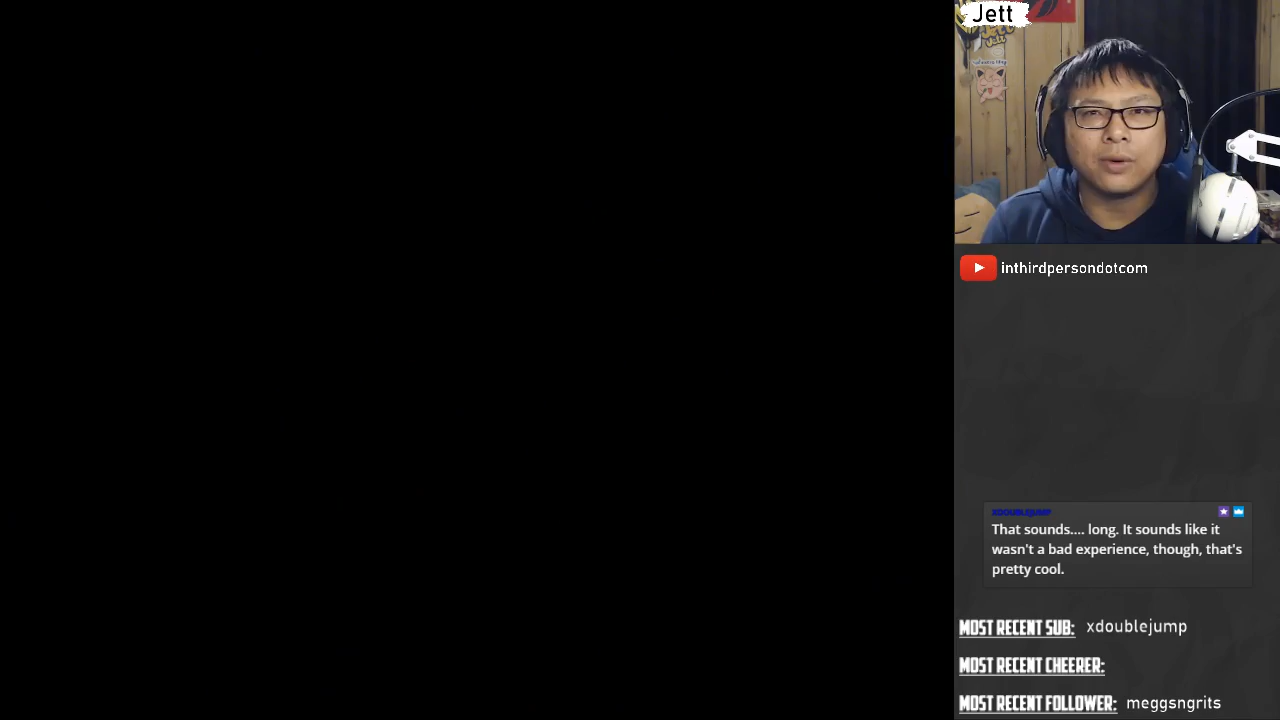 Jett
inthirdpersondotcom
XDOUBLEJUMP
That sounds.... long. It sounds like it
wasn't a bad experience, though, that's
pretty cool.
MOST RECENT SUB: xdoublejump
MOST RECENT CHEERER:
MOST RECENT FOLLOWER: meggsngrits